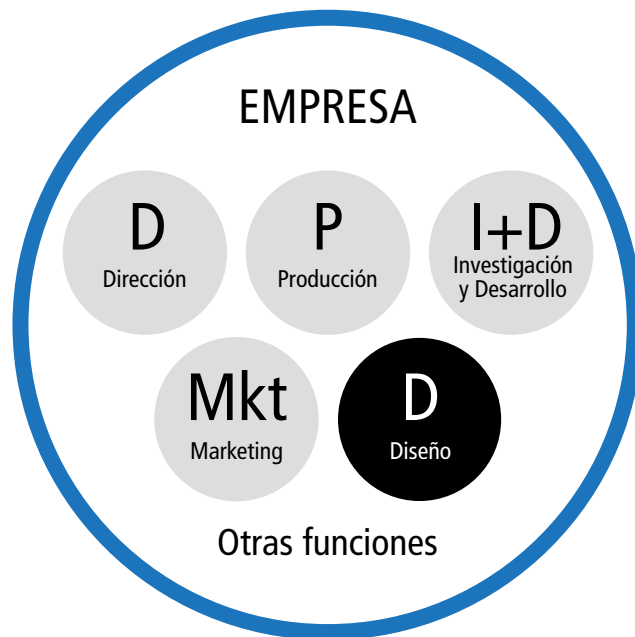 EMPRESA
D
Dirección
P
Producción
I+D
Investigación
y Desarrollo
Mkt
Marketing
D
Diseño
Otras funciones